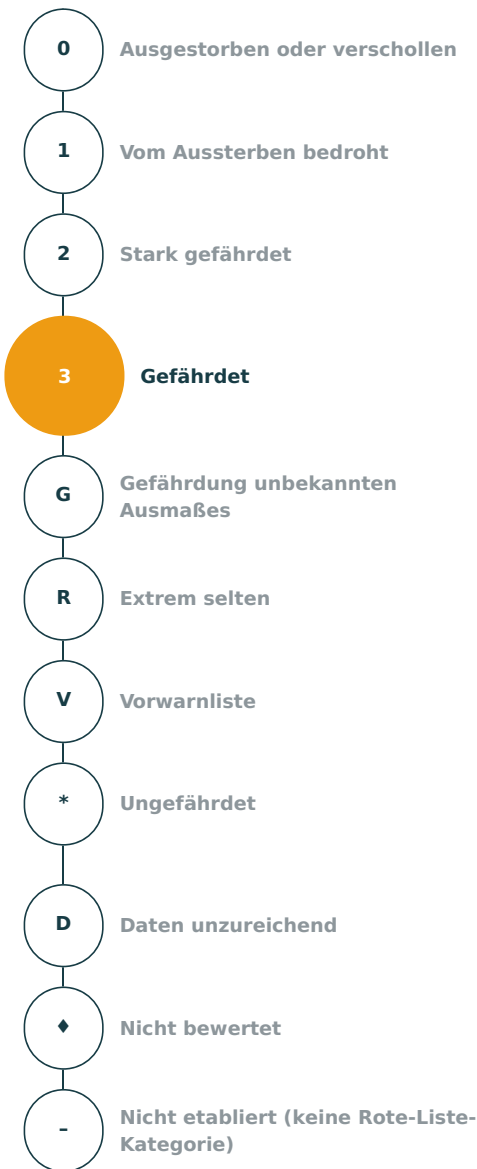 0 Ausgestorben oder verschollen
1 Vom Aussterben bedroht
2 Stark gefährdet
3 Gefährdet
G Gefährdung unbekannten
Ausmaßes
R Extrem selten
V Vorwarnliste
* Ungefährdet
D Daten unzureichend
♦ Nicht bewertet
– Nicht etabliert (keine Rote-Liste-
Kategorie)